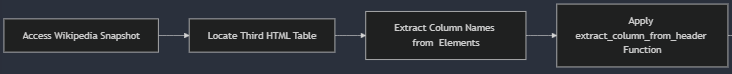 Access Wikipedia Snapshot
Locate Third HTML Table
Extract Column Names
from Elements
Apply
extract_column_from_header
Function